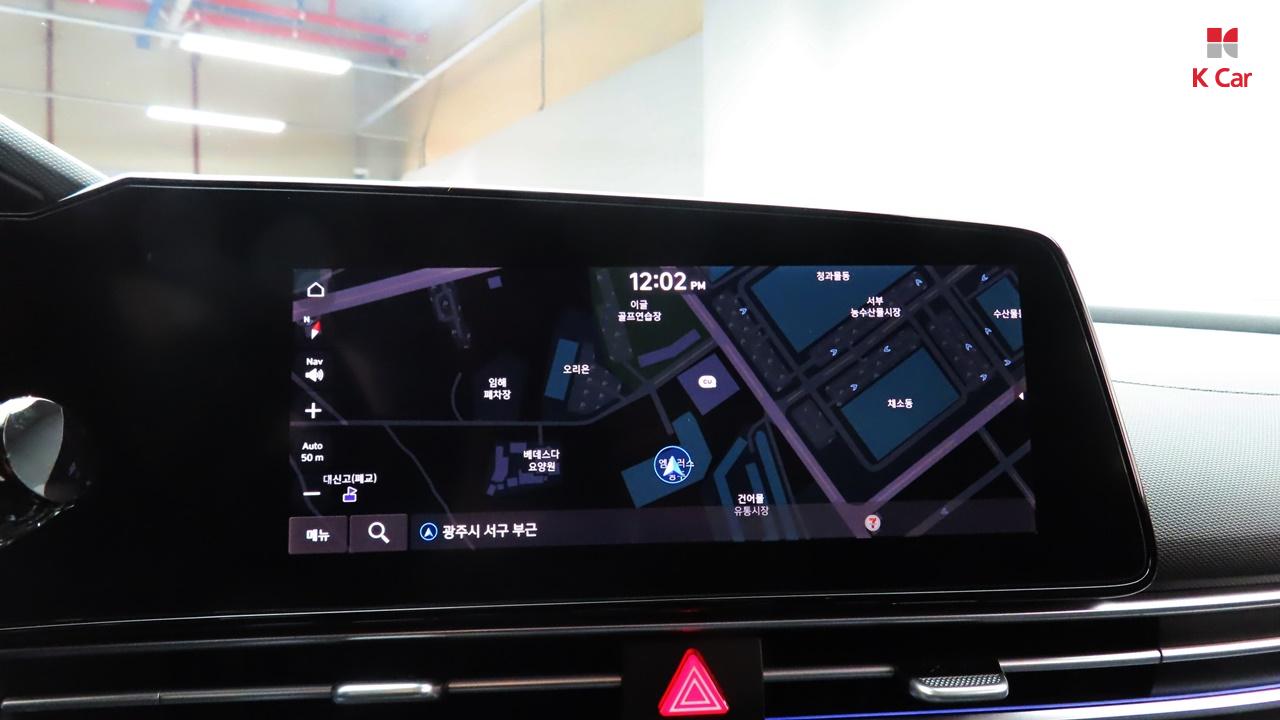 K Car
12:02 PM
청과물동
이글
골프연습장
서부
농수산물시장
수산물
N
Nav
오리온
임해
폐차장
CU
채소동
Auto
50 m
베데스다
요양원
대신고(폐교)
건어물
유통시장
7
메뉴
광주시 서구 부근